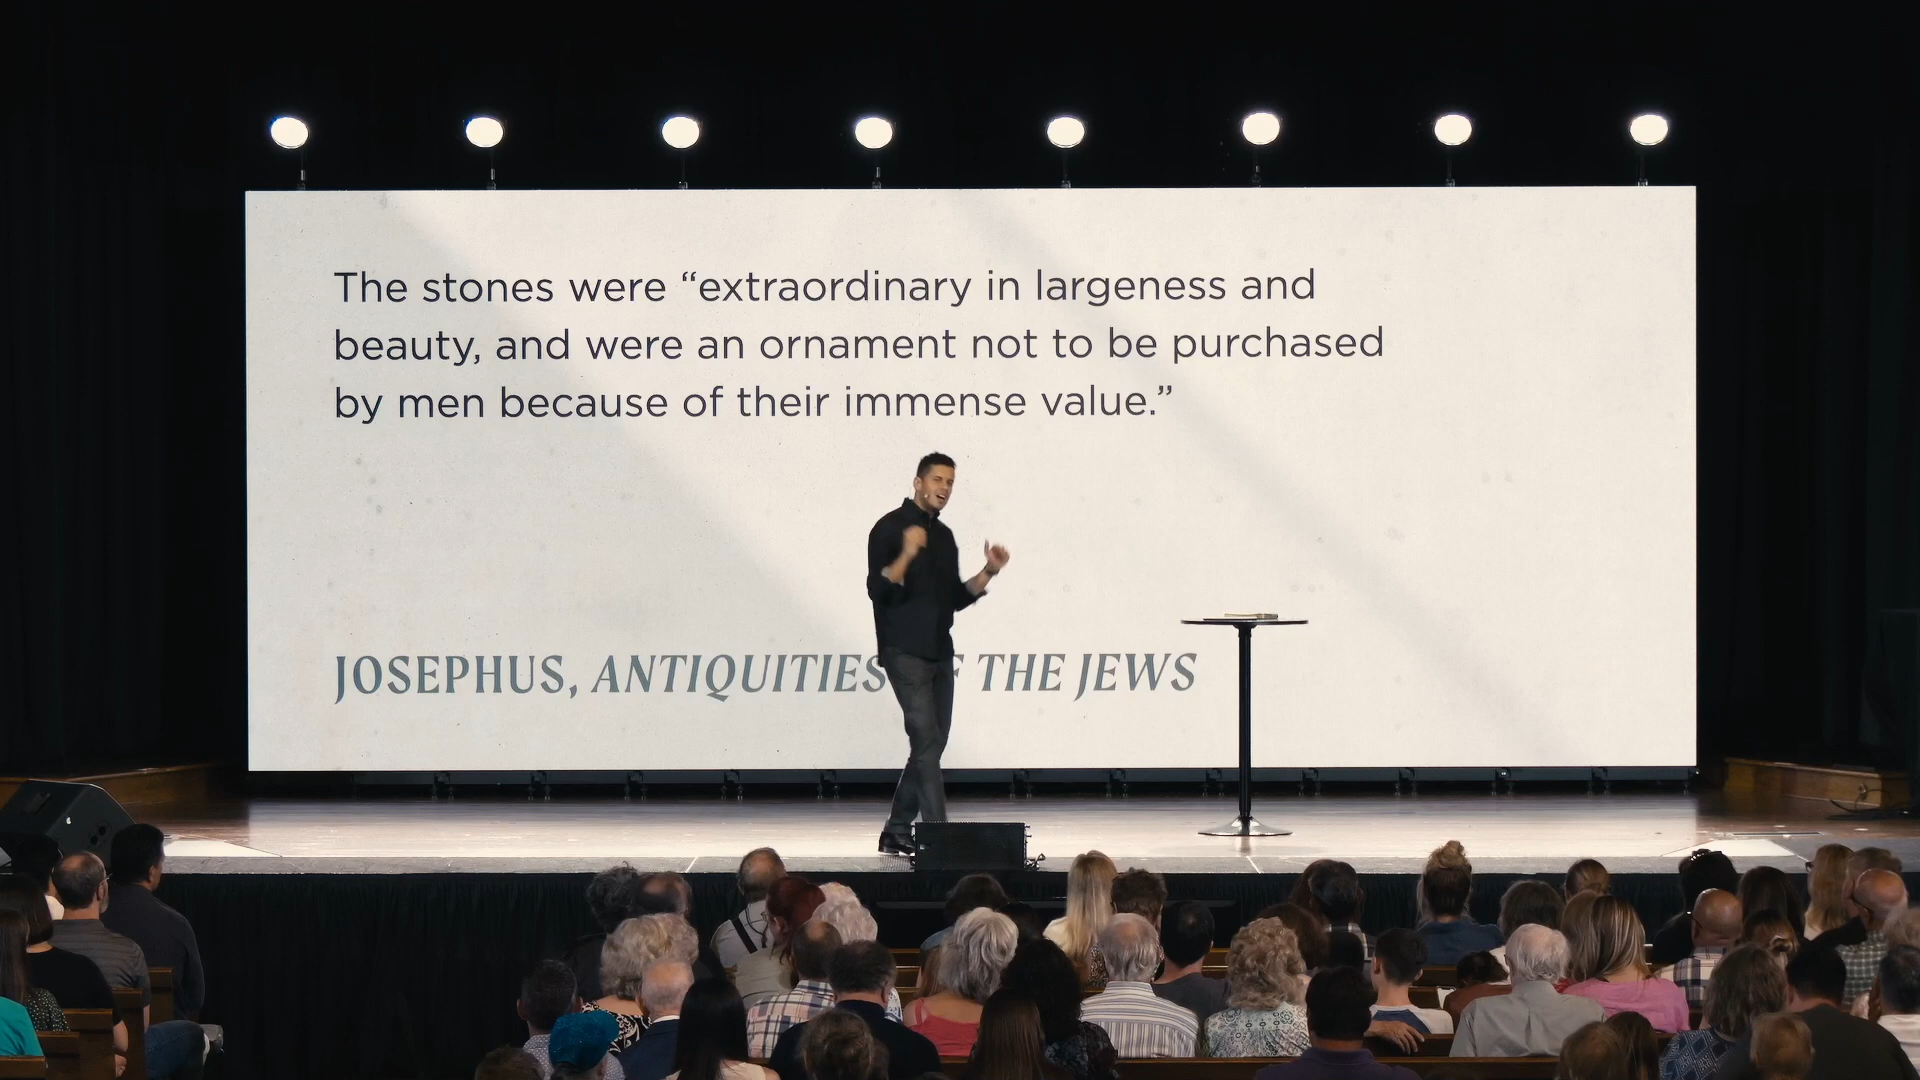 The stones were “extraordinary in largeness and
beauty, and were an ornament not to be purchased
by men because of their immense value.”
JOSEPHUS, ANTIQUITIES THE JEWS